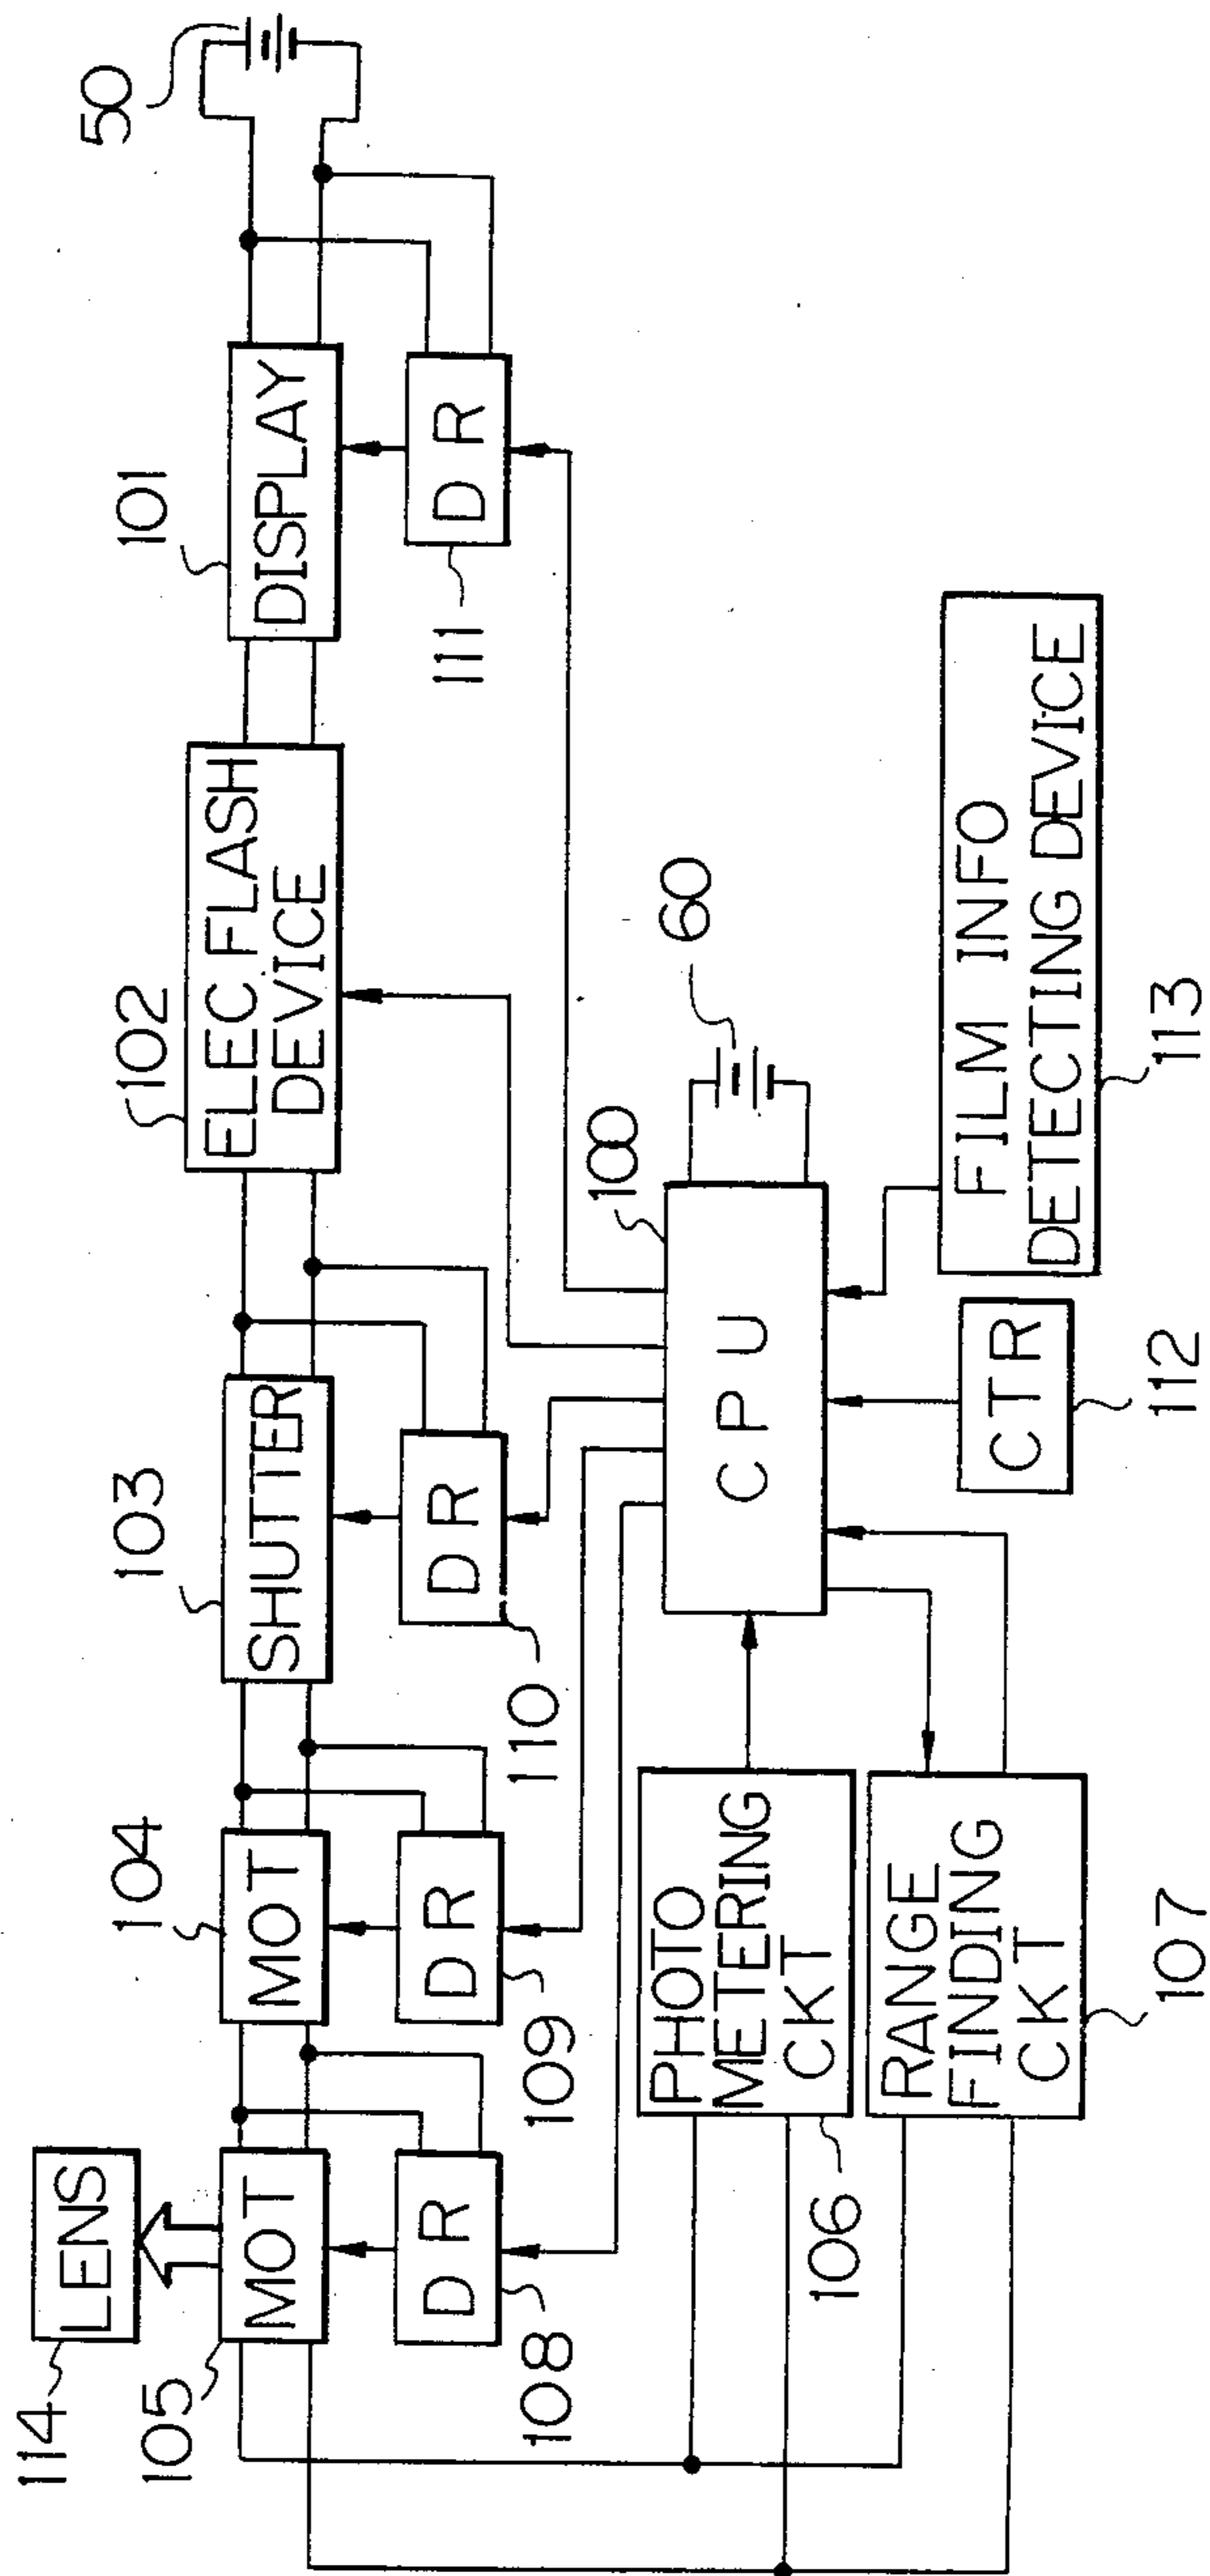 114
LENS
105
MOT
104
MOT
103
SHUTTER
102
ELEC FLASH
DEVICE
101
DISPLAY
50
108
DR
109
DR
110
DR
111
DR
106
PHOTO
METERING
CKT
100
CPU
60
107
RANGE
FINDING
CKT
112
CTR
113
FILM INFO
DETECTING DEVICE